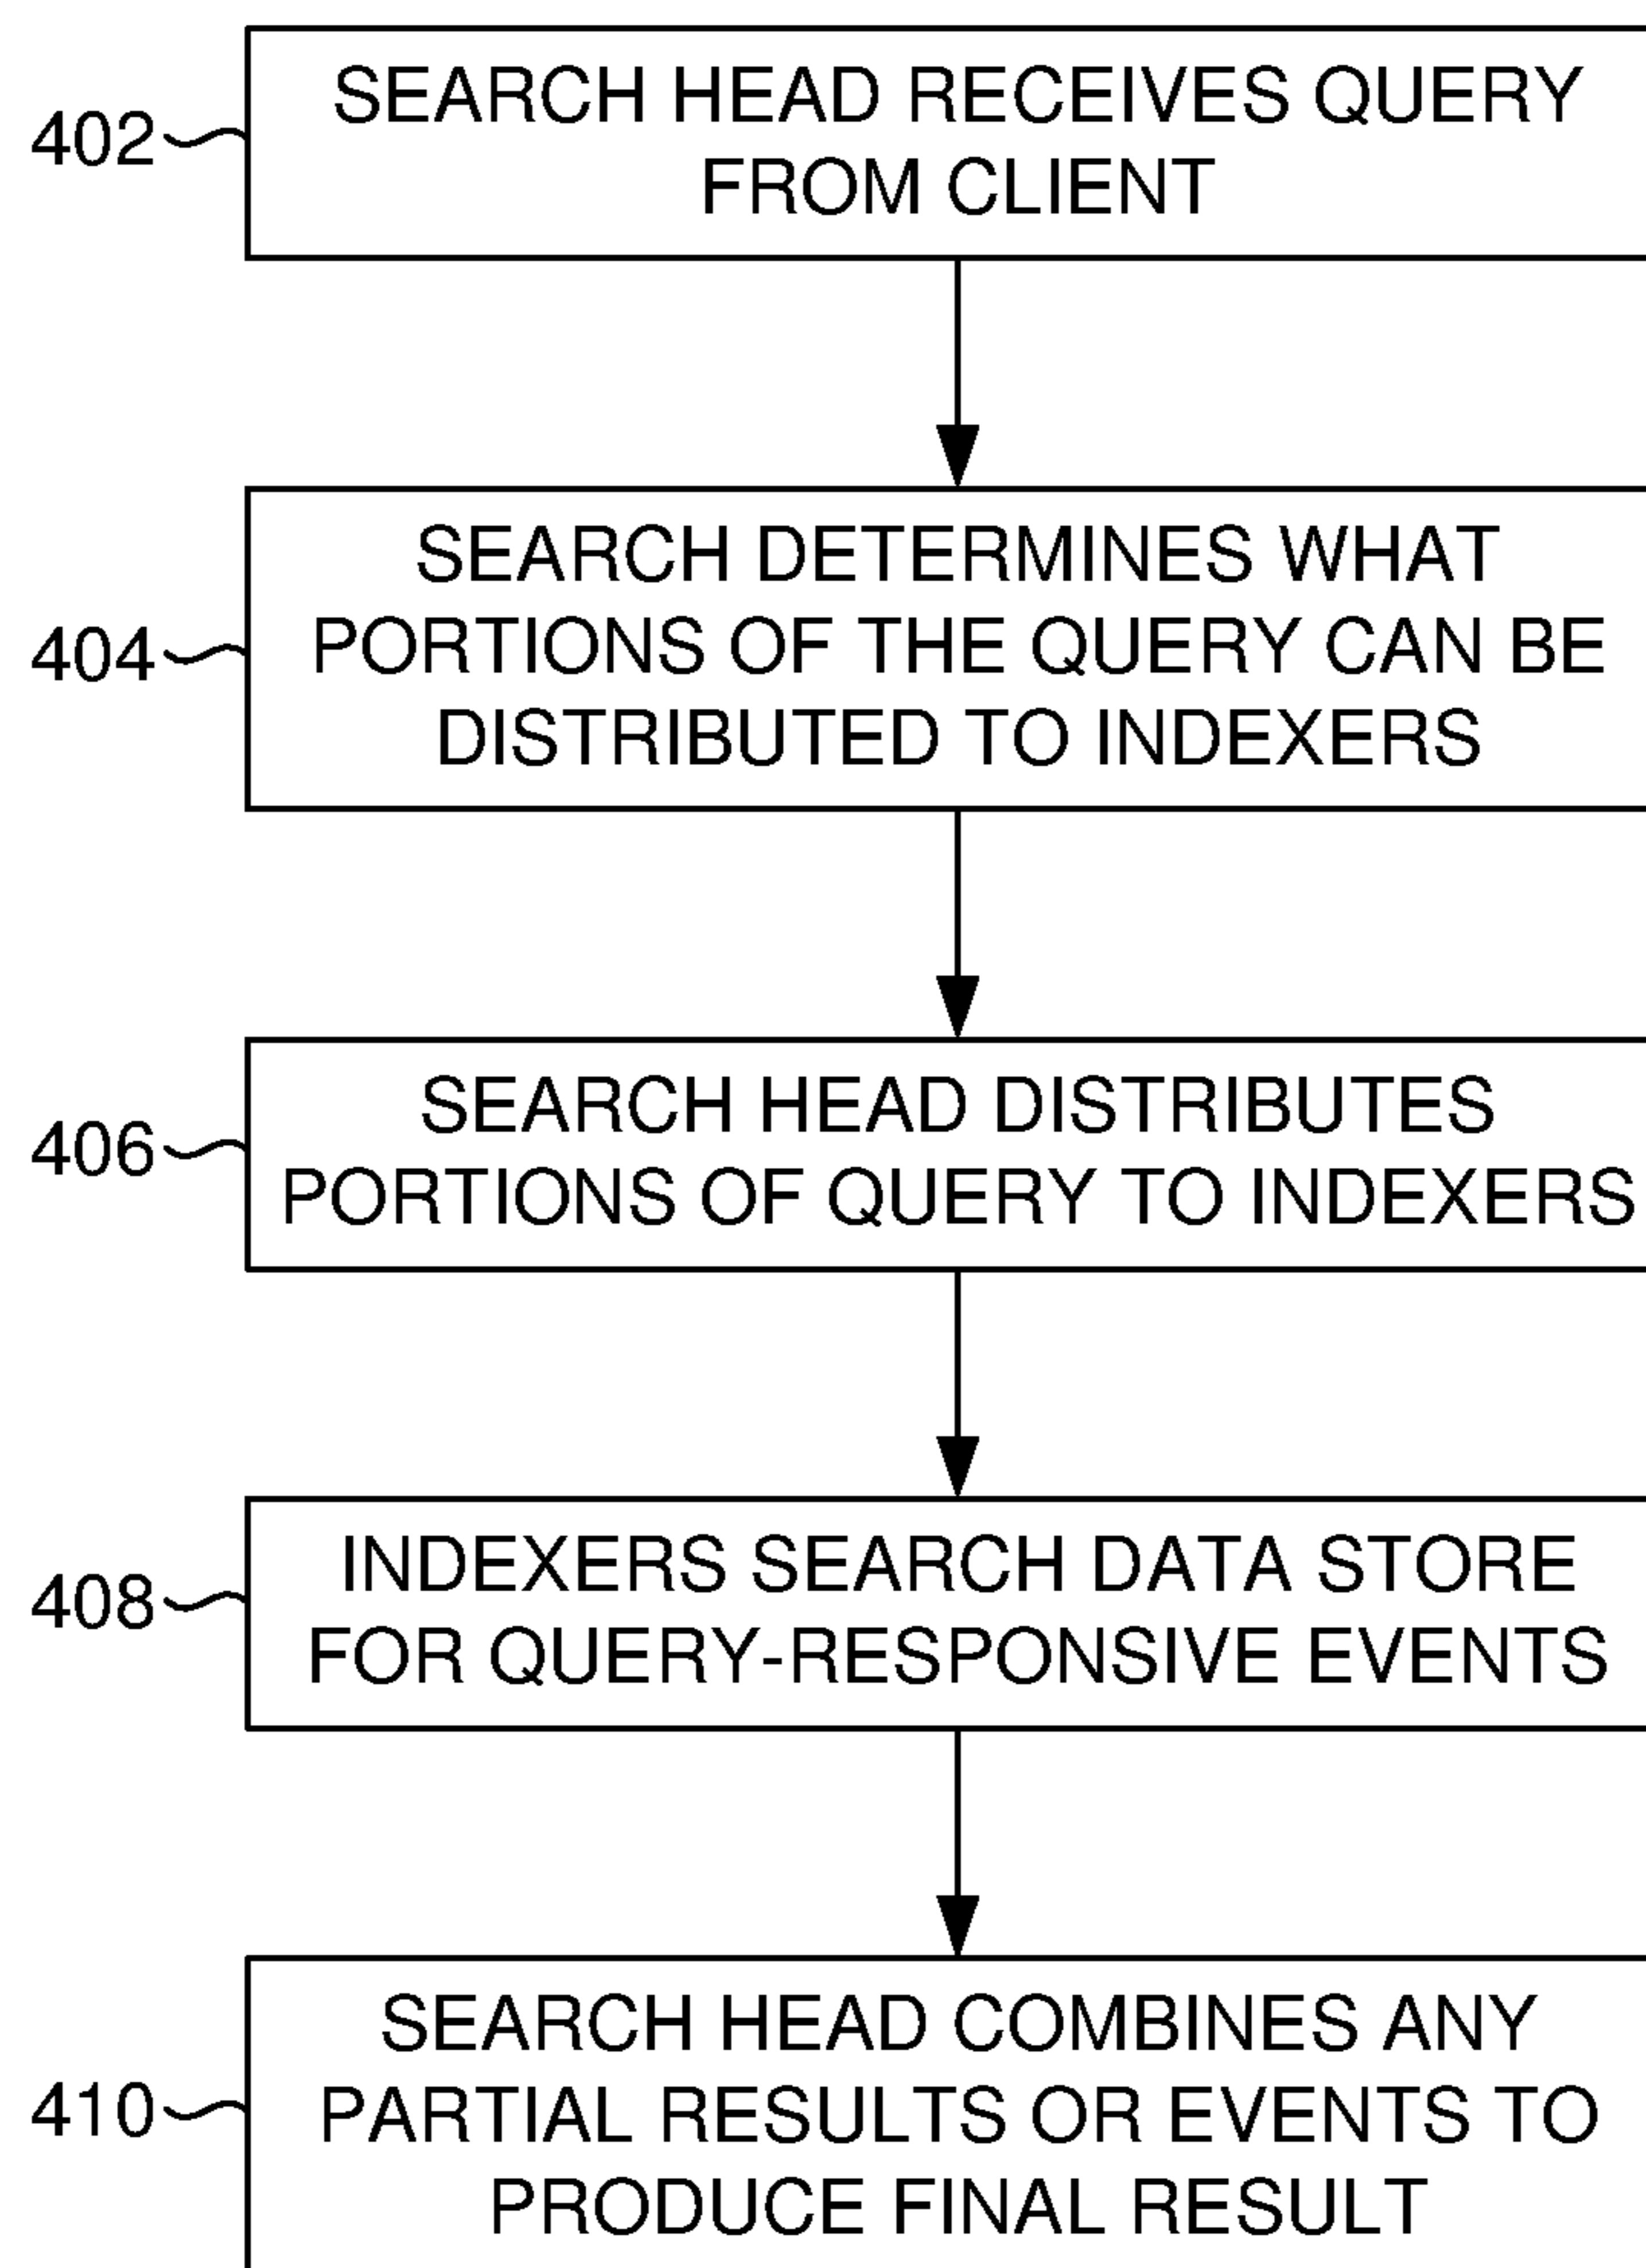 SEARCH HEAD RECEIVES QUERY
402
FROM CLIENT
SEARCH DETERMINES WHAT
404
PORTIONS OF THE QUERY CAN BE
DISTRIBUTED TO INDEXERS
SEARCH HEAD DISTRIBUTES
406
PORTIONS OF QUERY TO INDEXERS
INDEXERS SEARCH DATA STORE
408
FOR QUERY-RESPONSIVE EVENTS
SEARCH HEAD COMBINES ANY
410
PARTIAL RESULTS OR EVENTS TO
PRODUCE FINAL RESULT